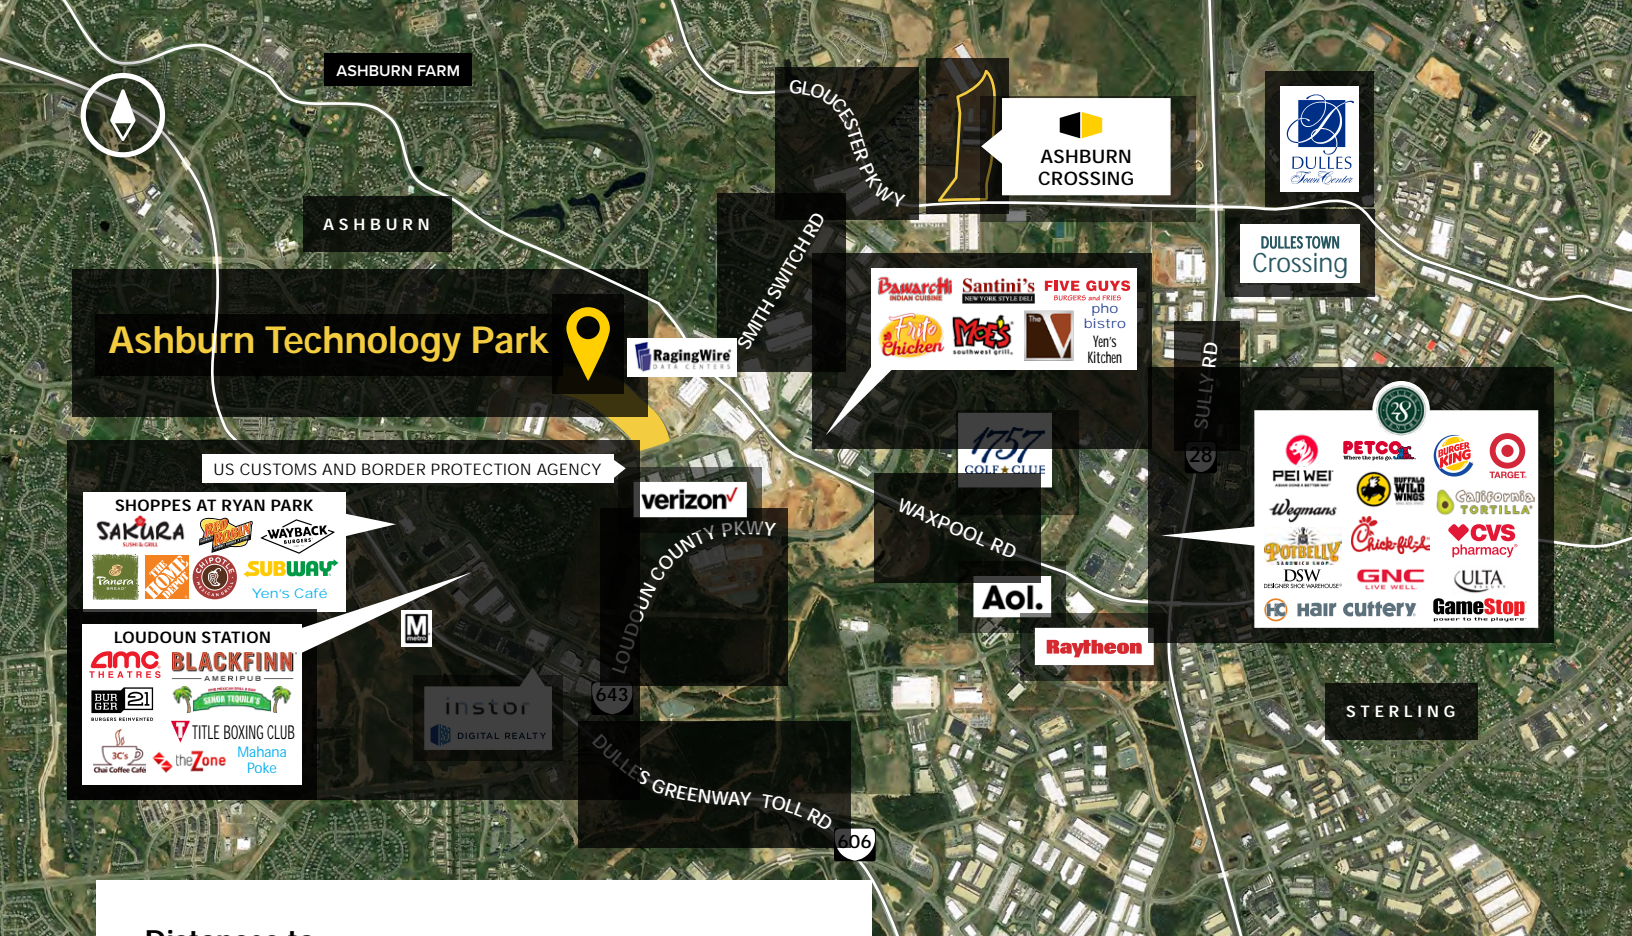 ASHBURN FARM
GLOUCESTER PKWY
ASHBURN
CROSSING
DULLES
Town Center
ASHBURN
SMITH SWITCH RD
DULLES TOWN
Crossing
Bawarchi
INDIAN CUISINE
Santini's
NEW YORK STYLE DELI
FIVE GUYS
BURGERS and FRIES
Frito
Chicken
MOE'S
southwest grill
The
V
pho
bistro
Yen's
Kitchen
Ashburn Technology Park
RagingWire
DATA CENTERS
SULLY RD
28
1757
GOLF★CLUB
US CUSTOMS AND BORDER PROTECTION AGENCY
verizon
SHOPPES AT RYAN PARK
SAKURA
SUSHI & GRILL
RED ROBIN
WAYBACK
BURGERS
Panera
BREAD
THE HOME DEPOT
CHIPOTLE
MEXICAN GRILL
SUBWAY
Yen's Café
LOUDOUN COUNTY PKWY
WAXPOOL RD
PEI WEI
PETCO
Where the pets go.
BURGER
KING
TARGET
Wegmans
BUFFALO
WILD
WINGS
California
TORTILLA
POTBELLY
SANDWICH SHOP
Chick-fil-A
CVS
pharmacy
DSW
DESIGNER SHOE WAREHOUSE
GNC
LIVE WELL.
ULTA
HC Hair Cuttery
GameStop
power to the players
Aol.
Raytheon
M
metro
LOUDOUN STATION
AMC
THEATRES
BLACKFINN
AMERIPUB
BUR
GER
21
BURGERS REINVENTED
SEÑOR TEQUILA'S
TITLE BOXING CLUB
3C's
Chai Coffee Café
theZone
Mahana
Poke
643
instor
DIGITAL REALTY
STERLING
DULLES GREENWAY TOLL RD
606